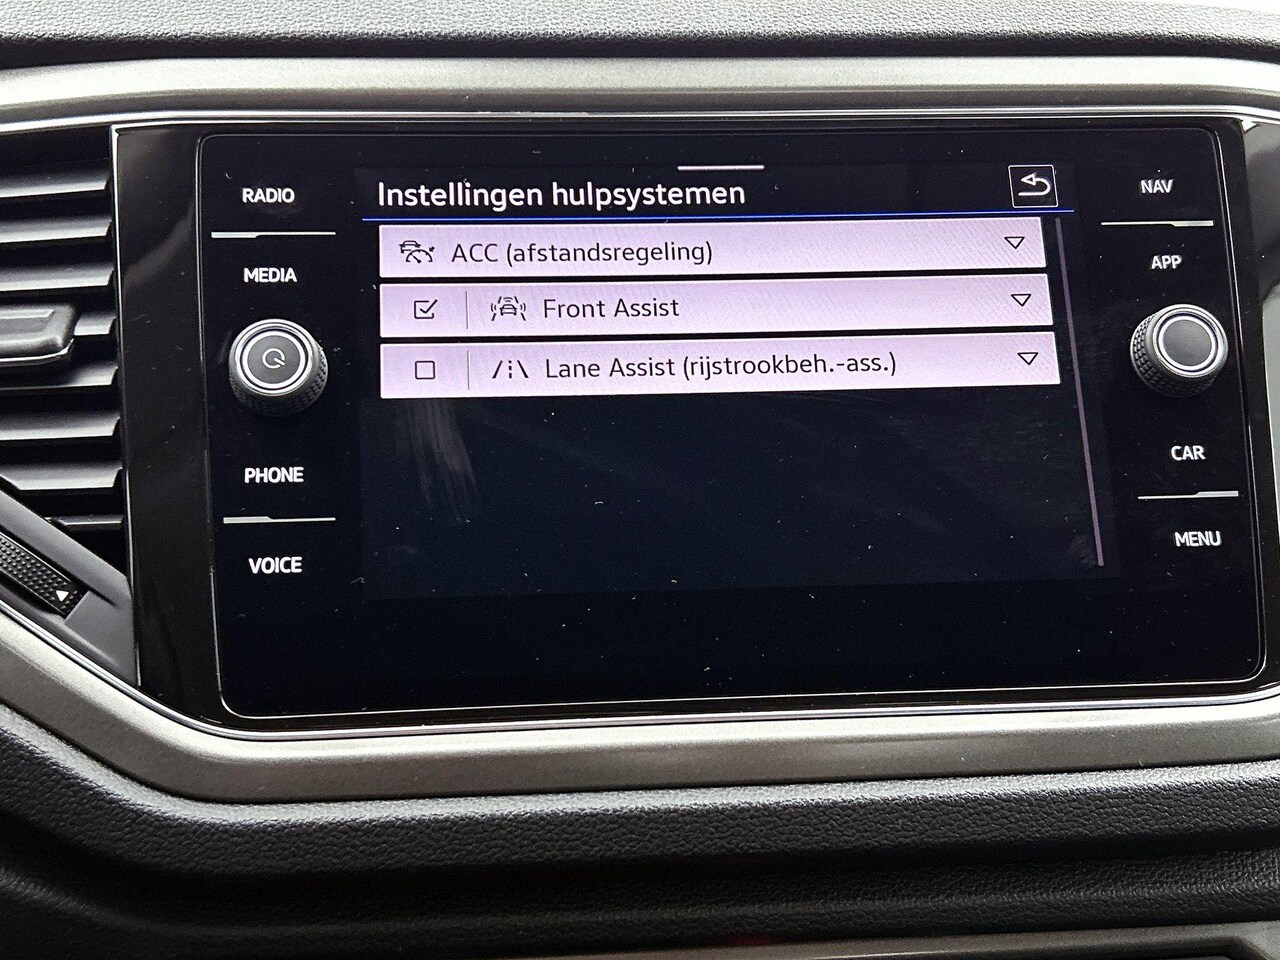 Instellingen hulpsystemen
ACC (afstandsregeling)
Front Assist
Lane Assist (rijstrookbeh.-ass.)
RADIO
MEDIA
PHONE
VOICE
NAV
APP
CAR
MENU